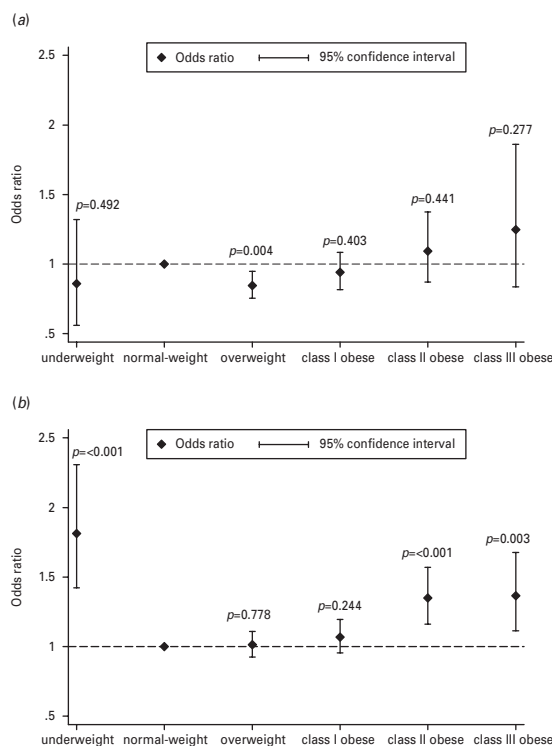 (a)
2.5
Odds ratio 95% confidence interval
2
p=0.277
1.5
p=0.492
p=0.441
p=0.403
p=0.004
1
.5
Odds ratio
underweight normal-weight overweight class I obese class II obese class III obese
(b)
2.5
Odds ratio 95% confidence interval
p=<0.001
2
p=0.003
p=<0.001
1.5
p=0.244
p=0.778
1
.5
Odds ratio
underweight normal-weight overweight class I obese class II obese class III obese